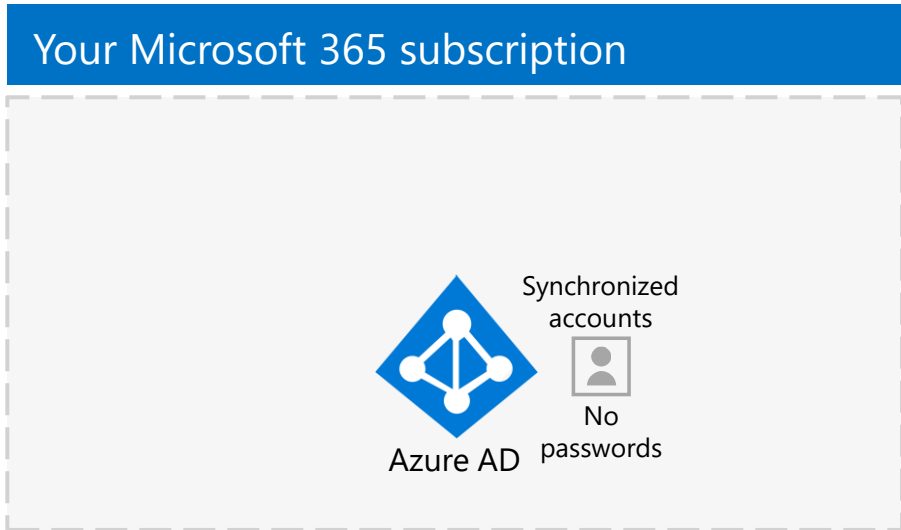 Your Microsoft 365 subscription
Synchronized
accounts
No
passwords
Azure AD